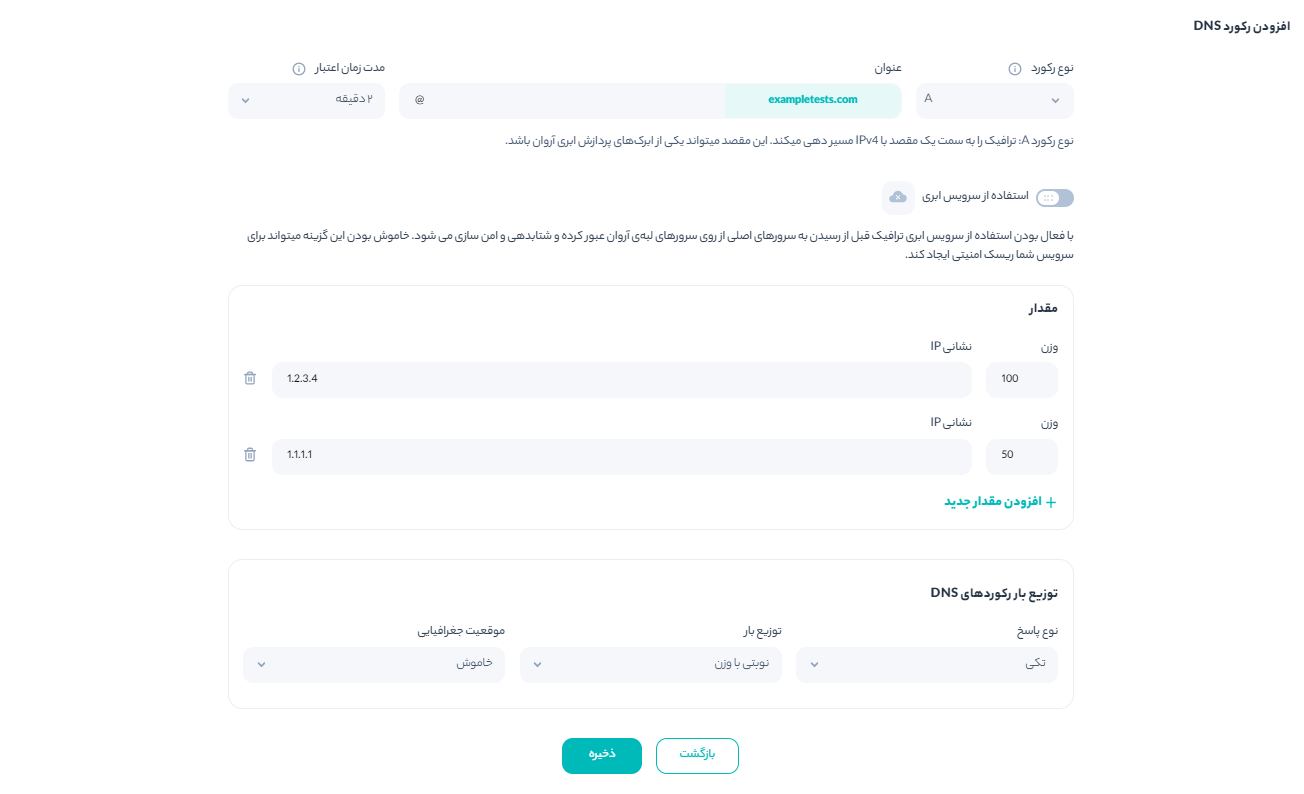 افزودن رکورد DNS
نوع رکورد
عنوان
مدت زمان اعتبار
A
exampletests.com
@
۲ دقیقه
نوع رکورد A: ترافیک را به سمت یک مقصد با IPv4 مسیر دهی میکند. این مقصد میتواند یکی از ابرک‌های پردازش ابری آروان باشد.
استفاده از سرویس ابری
با فعال بودن استفاده از سرویس ابری ترافیک قبل از رسیدن به سرورهای اصلی از روی سرورهای لبه‌ی آروان عبور کرده و شتابدهی و امن سازی می شود. خاموش بودن این گزینه میتواند برای
سرویس شما ریسک امنیتی ایجاد کند.
مقدار
وزن
نشانی IP
100
1.2.3.4
وزن
نشانی IP
50
1.1.1.1
+ افزودن مقدار جدید
توزیع بار رکوردهای DNS
نوع پاسخ
توزیع بار
موقعیت جغرافیایی
تکی
نوبتی با وزن
خاموش
بازگشت
ذخیره